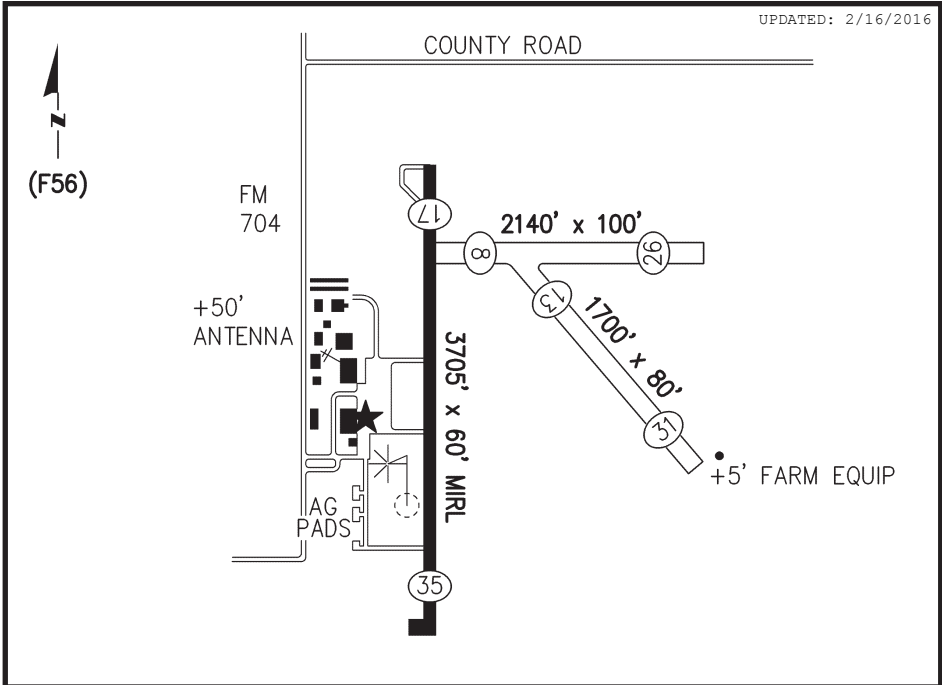 UPDATED: 2/16/2016
COUNTY ROAD
N
(F56)
FM
704
17
2140' x 100'
8
26
+50'
ANTENNA
13
1700' x 80'
3705' x 60' MIRL
31
+5' FARM EQUIP
AG
PADS
35